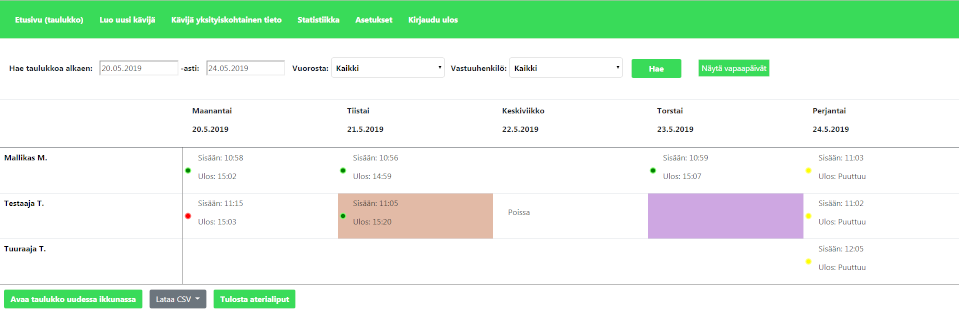 Etusivu (taulukko) Luo uusi kävijä Kävijä yksityiskohtainen tieto Statistiikka Asetukset Kirjaudu ulos
Hae taulukkoa alkaen: 20.05.2019 -asti: 24.05.2019 Vuorosta: Kaikki Vastuuhenkilö: Kaikki Hae Näytä vapaapäivät
Maanantai Tiistai Keskiviikko Torstai Perjantai
20.5.2019 21.5.2019 22.5.2019 23.5.2019 24.5.2019
Mallikas M. Sisään: 10:58 Sisään: 10:56 Sisään: 10:59 Sisään: 11:03
Ulos: 15:02 Ulos: 14:59 Ulos: 15:07 Ulos: Puuttuu
Testaaja T. Sisään: 11:15 Sisään: 11:05 Poissa Sisään: 11:02
Ulos: 15:03 Ulos: 15:20 Ulos: Puuttuu
Tuuraaja T. Sisään: 12:05
Ulos: Puuttuu
Avaa taulukko uudessa ikkunassa Lataa CSV Tulosta aterialiput